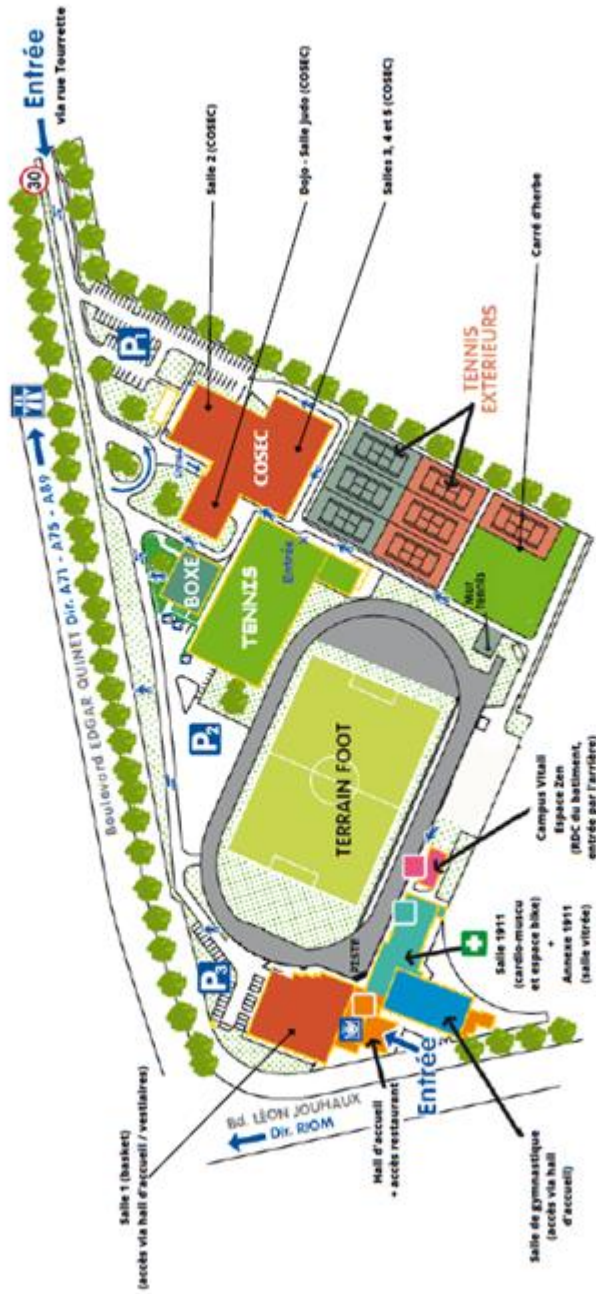 Entrée
via rue Tourrette
30
Boulevard EDGAR QUINET Dir. A71 - A75 - A89
P1
P2
P3
Salle 2 (COSEC)
Dojo - Salle judo (COSEC)
Salles 3, 4 et 5 (COSEC)
COSEC
BOXE
TENNIS
Entrée
TENNIS
EXTÉRIEURS
Carré d'herbe
Mur
tennis
TERRAIN FOOT
PISTE
Campus Vitall
Espace Zen
(RDC du batiment,
entrée par l'arrière)
Salle 1911
(cardio-muscu
et espace bike)
+
Annexe 1911
(salle vitrée)
Salle 1 (basket)
(accès via hall d'accueil / vestiaires)
Bd. LÉON JOUHAUX
Dir. RIOM
Hall d'accueil
+ accès restaurant
Entrée
Salle de gymnastique
(accès via hall
d'accueil)